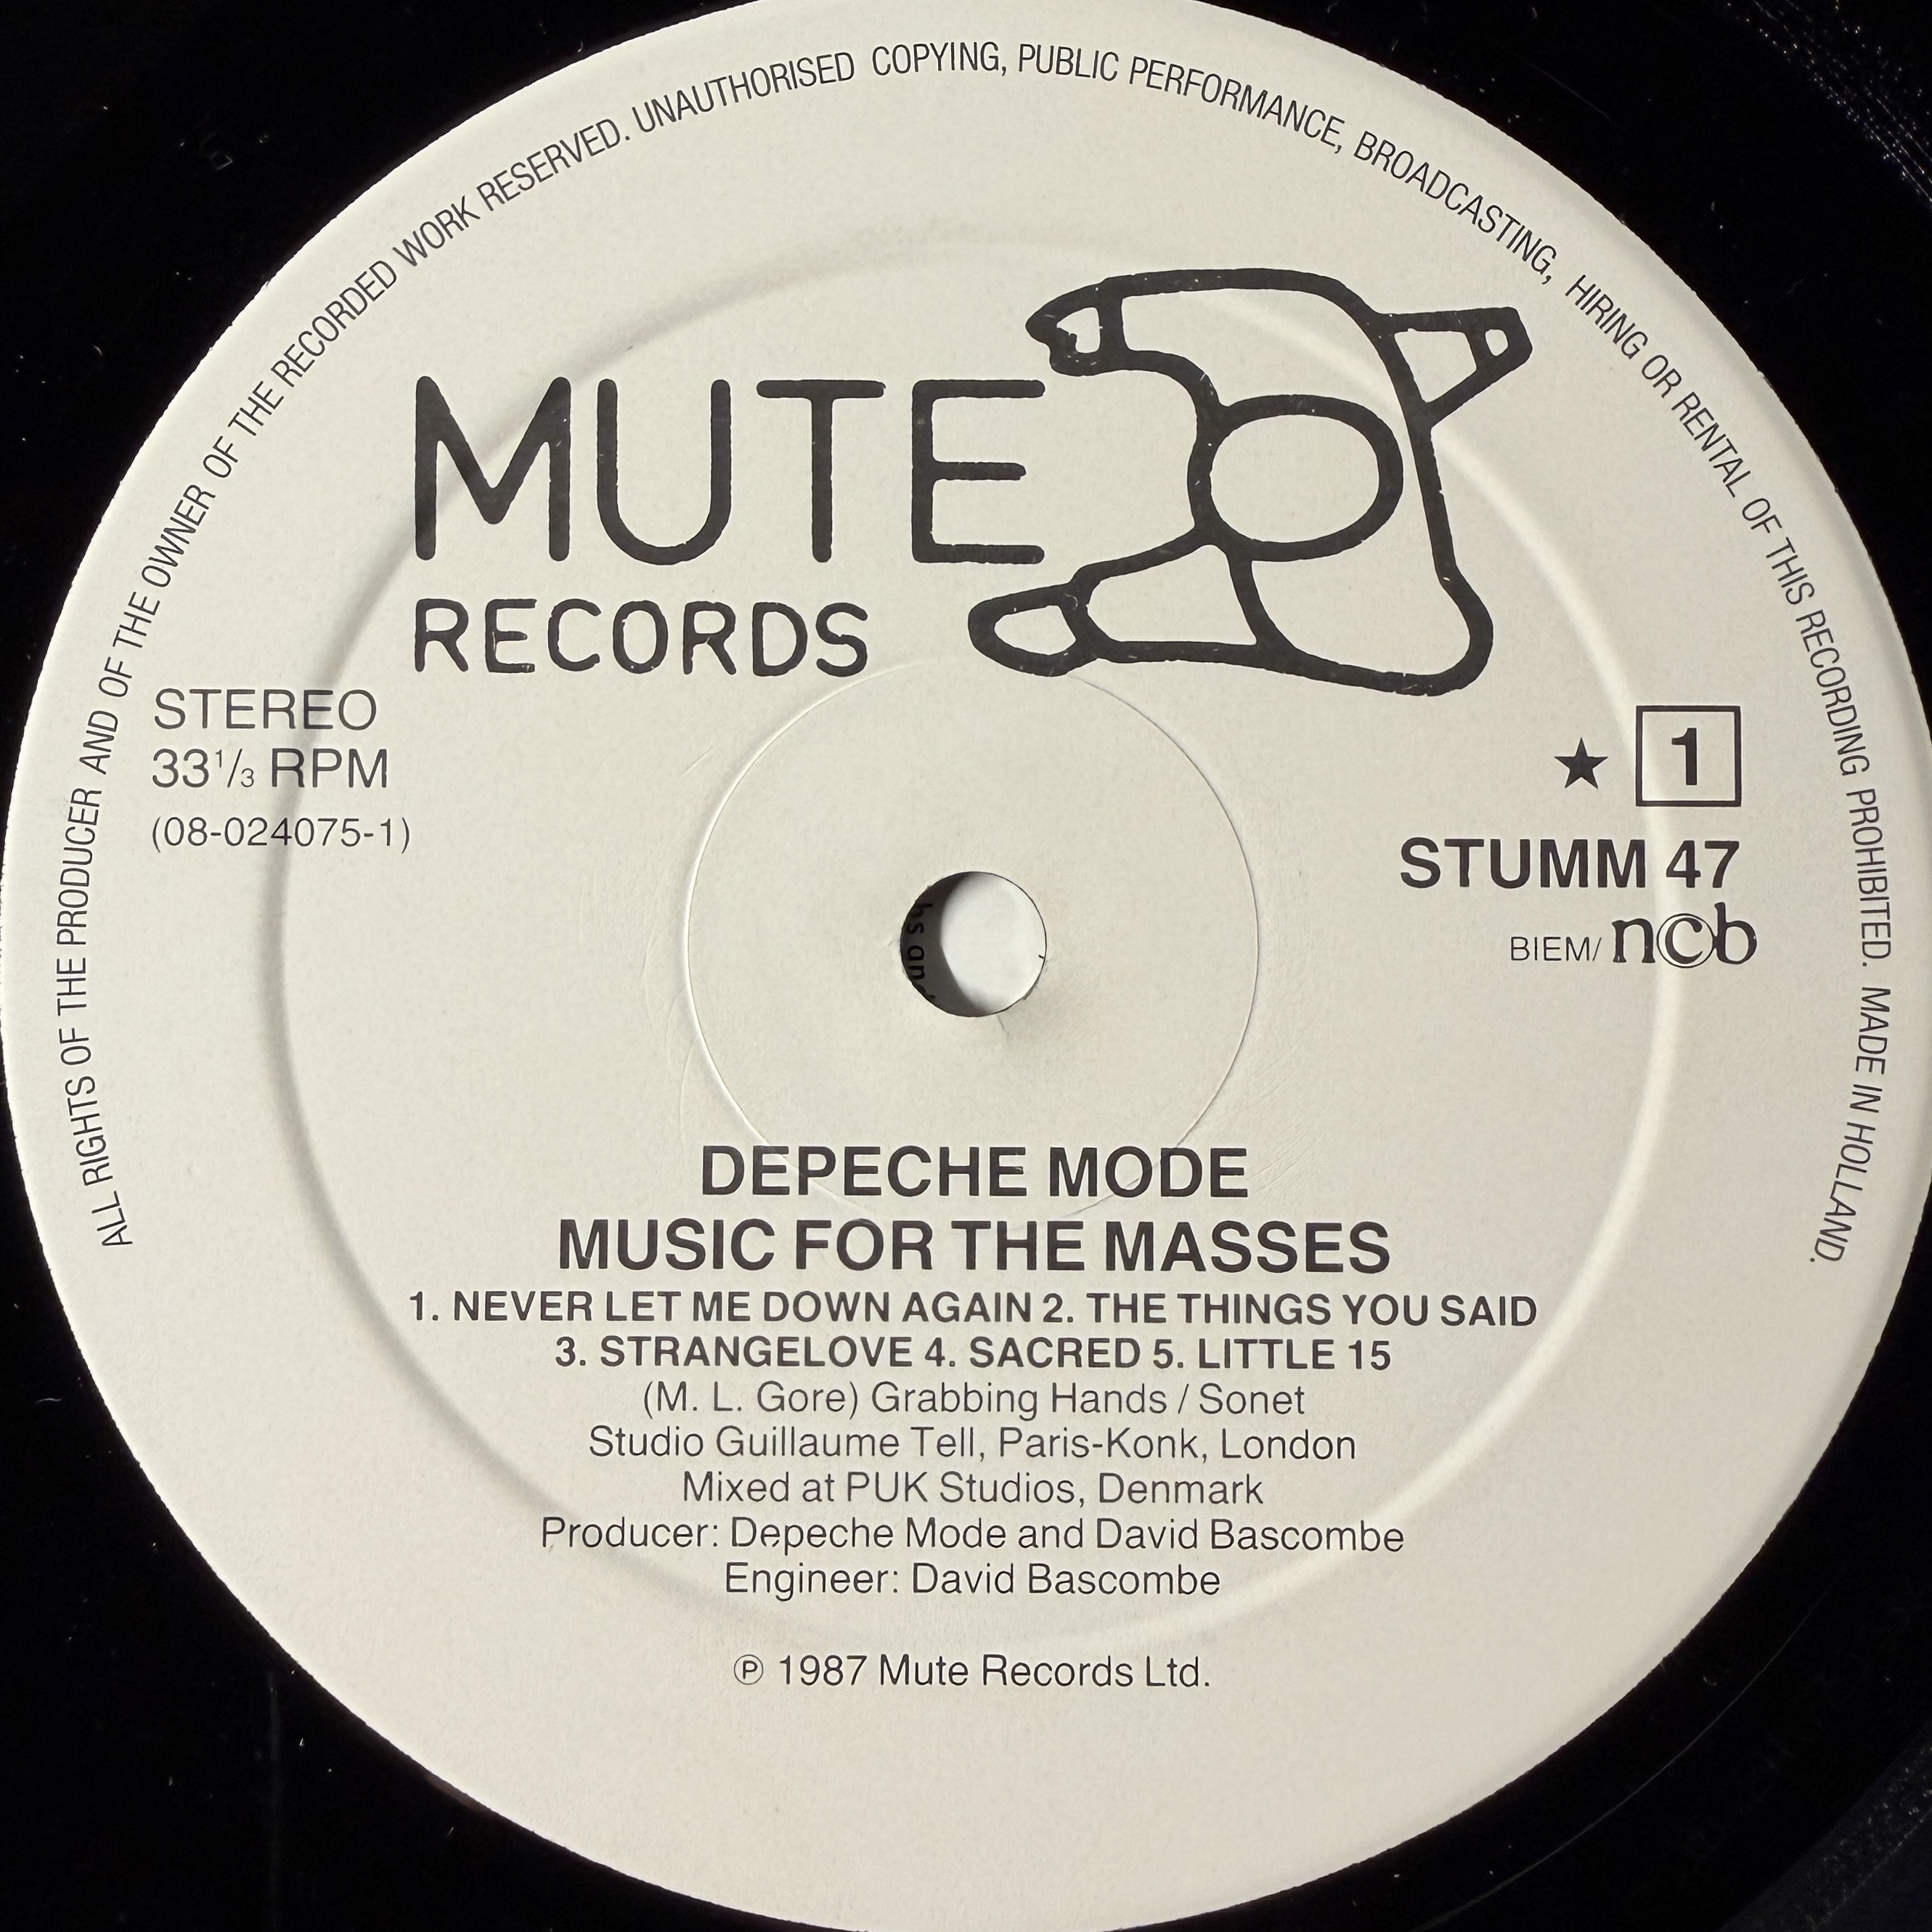 ALL RIGHTS OF THE PRODUCER AND OF THE OWNER OF THE RECORDED WORK RESERVED. UNAUTHORISED COPYING, PUBLIC PERFORMANCE, BROADCASTING, HIRING OR RENTAL OF THIS RECORDING PROHIBITED. MADE IN HOLLAND.
MUTE
RECORDS
STEREO
33 1/3 RPM
(08-024075-1)
★ 1
STUMM 47
BIEM/ ncb
DEPECHE MODE
MUSIC FOR THE MASSES
1. NEVER LET ME DOWN AGAIN 2. THE THINGS YOU SAID
3. STRANGELOVE 4. SACRED 5. LITTLE 15
(M. L. Gore) Grabbing Hands / Sonet
Studio Guillaume Tell, Paris-Konk, London
Mixed at PUK Studios, Denmark
Producer: Depeche Mode and David Bascombe
Engineer: David Bascombe
℗ 1987 Mute Records Ltd.